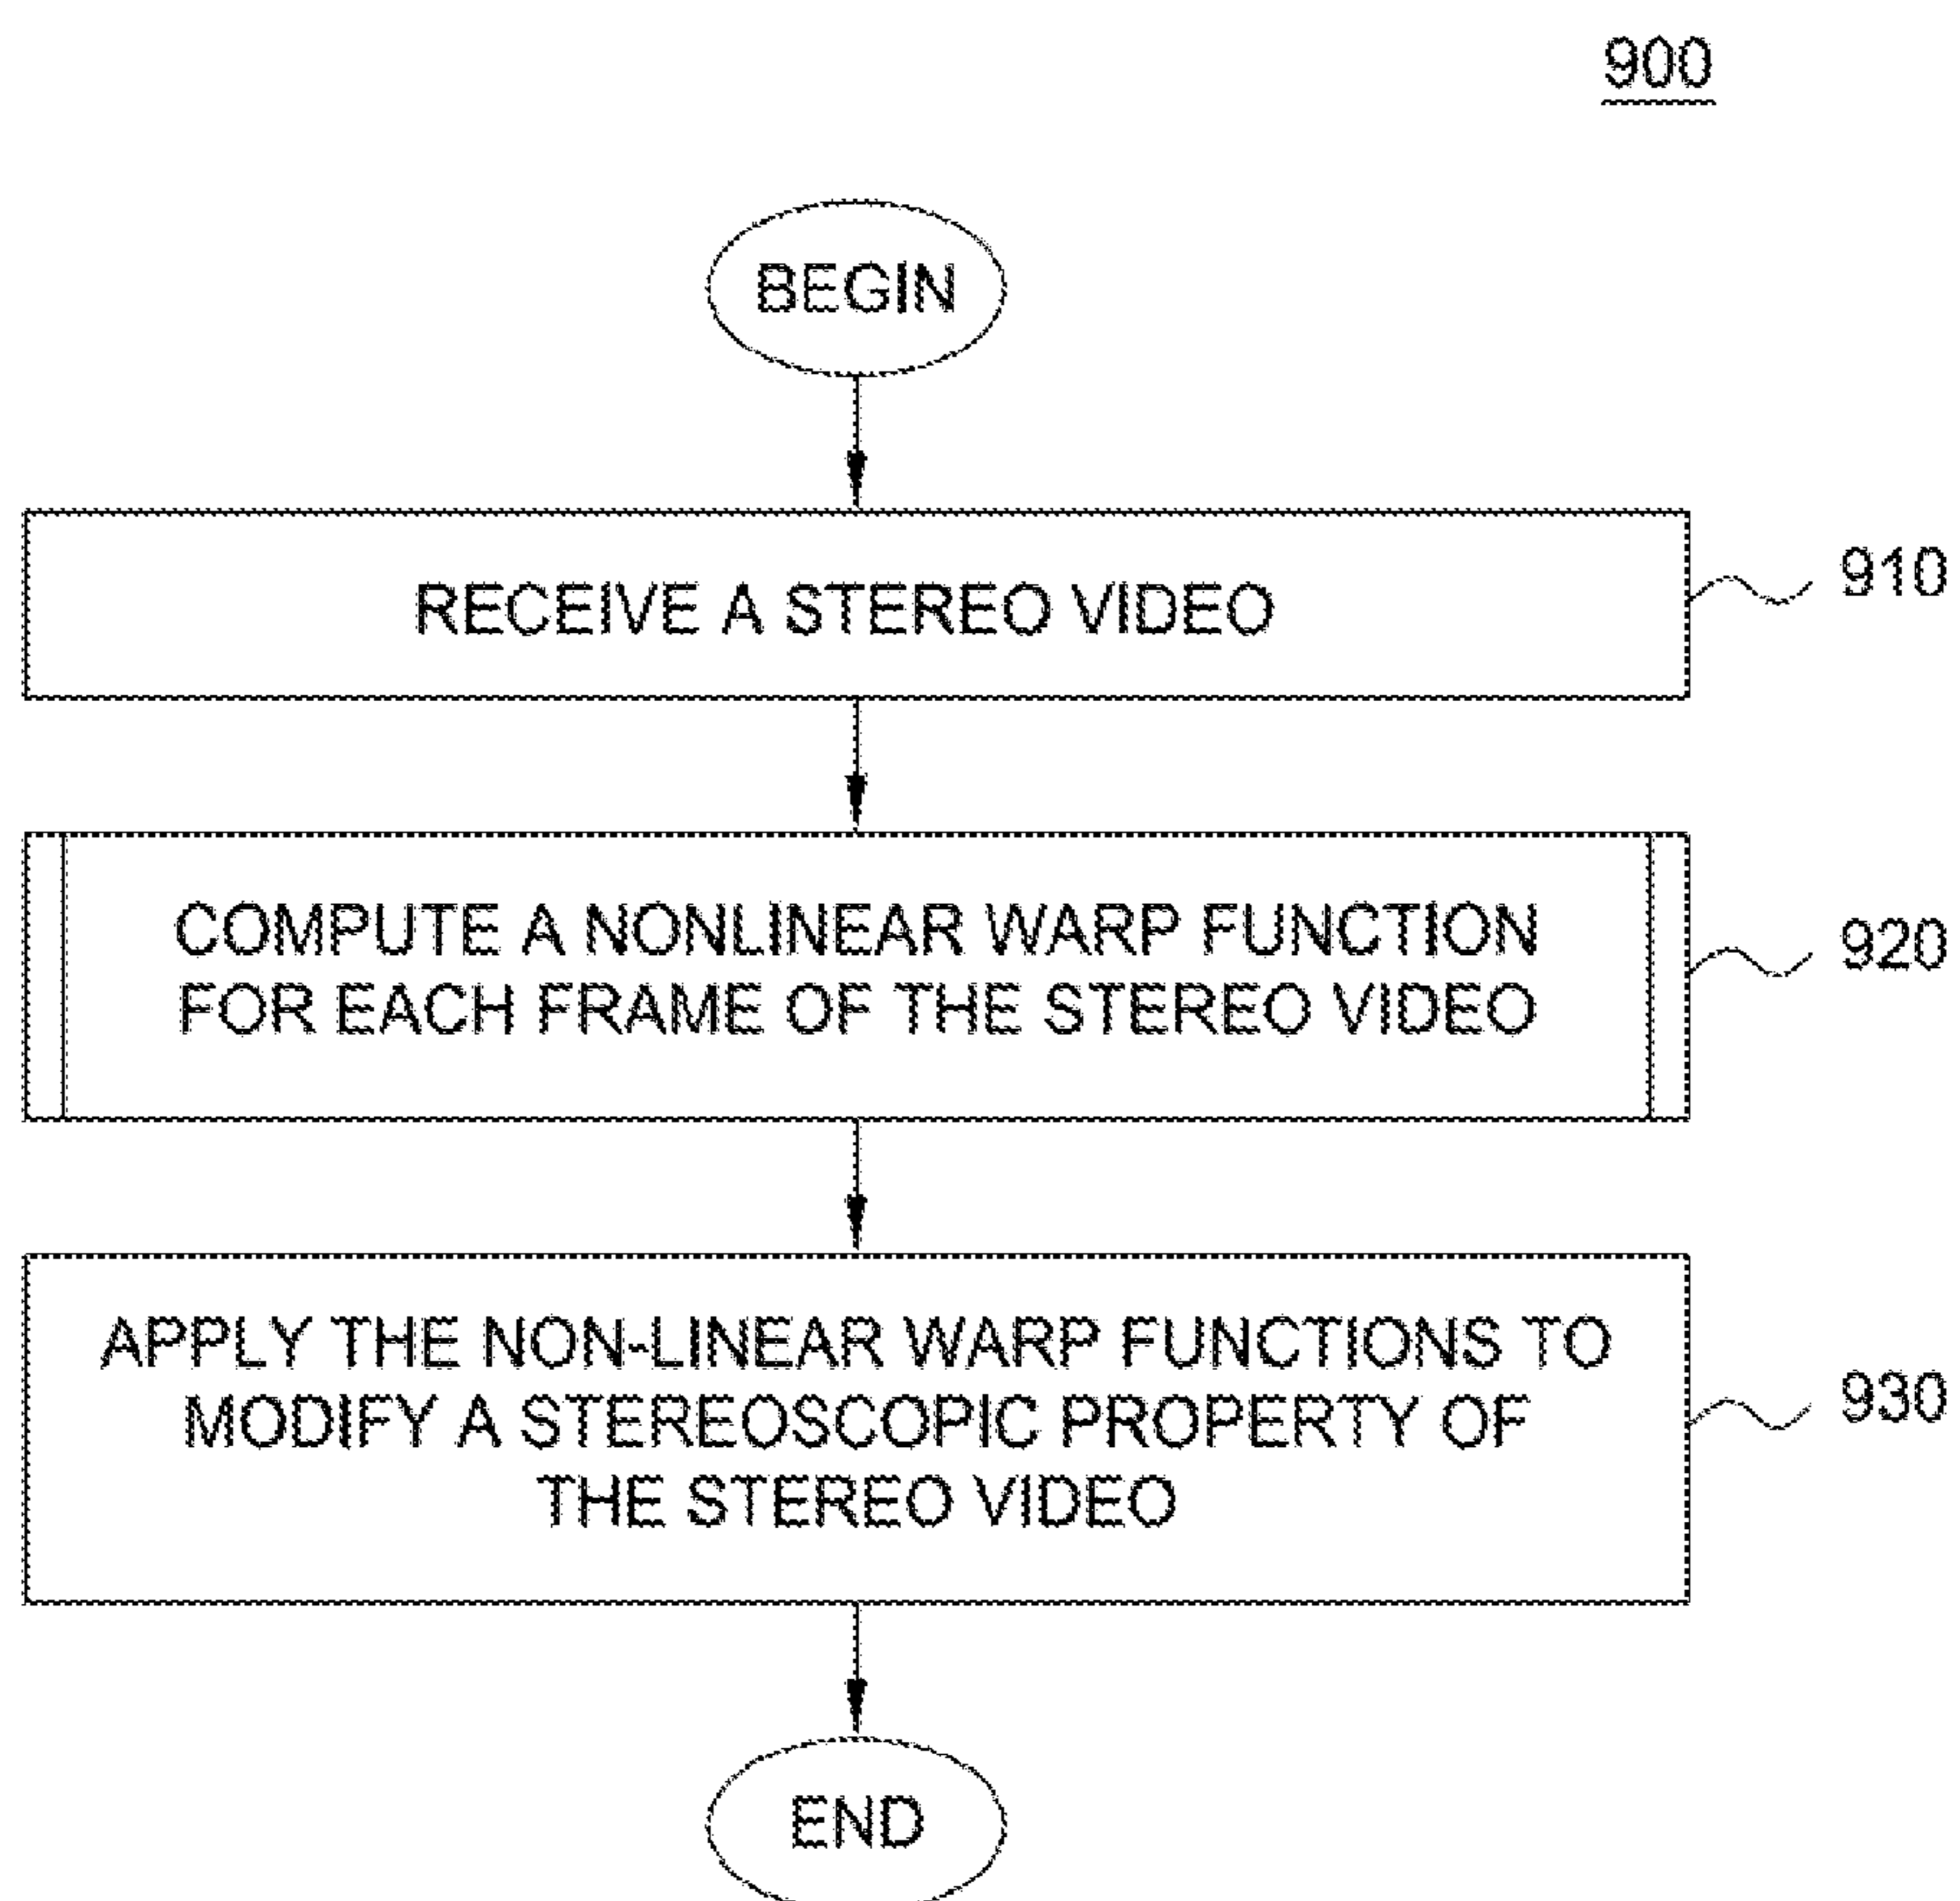 900
BEGIN
RECEIVE A STEREO VIDEO
910
COMPUTE A NONLINEAR WARP FUNCTION
FOR EACH FRAME OF THE STEREO VIDEO
920
APPLY THE NON-LINEAR WARP FUNCTIONS TO
MODIFY A STEREOSCOPIC PROPERTY OF
THE STEREO VIDEO
930
END